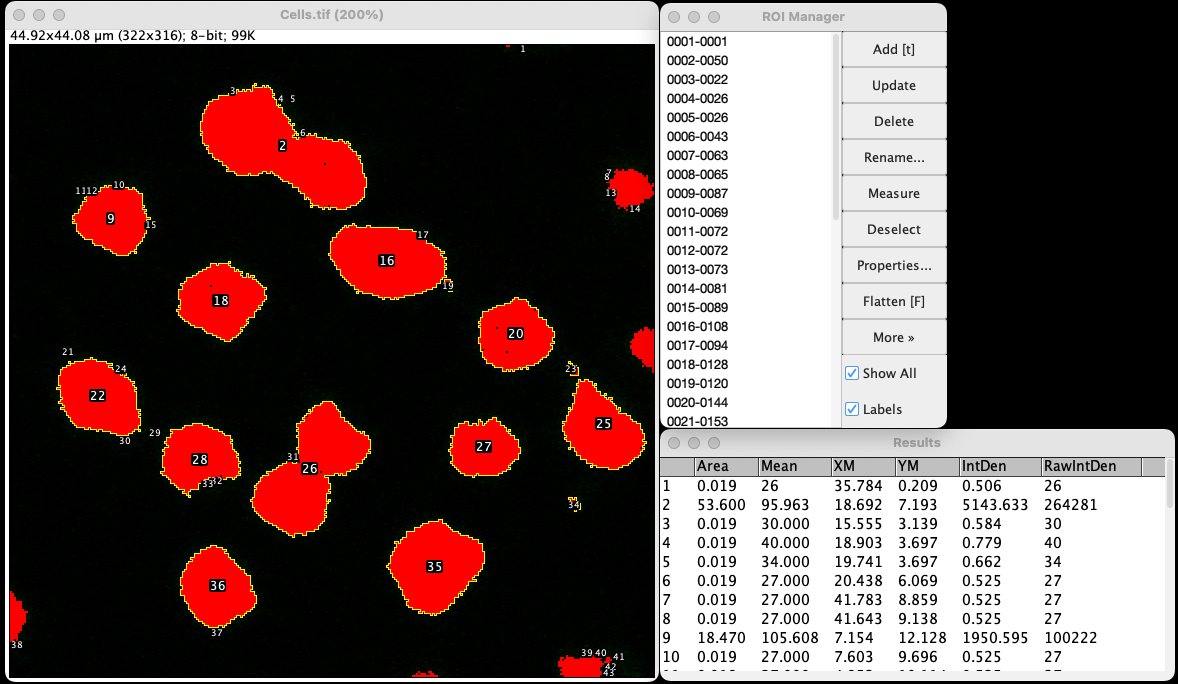 Cells.tif (200%)
44.92x44.08 µm (322x316); 8-bit; 99K
1
3
4 5
6
2
7
8
10
11 12
13
9
14
15
17
16
18
19
20
21
23
24
22
25
29
30
27
31
28
26
33 32
34
35
36
37
38
39 40 41
42
43
ROI Manager
0001-0001
0002-0050
0003-0022
0004-0026
0005-0026
0006-0043
0007-0063
0008-0065
0009-0087
0010-0069
0011-0072
0012-0072
0013-0073
0014-0081
0015-0089
0016-0108
0017-0094
0018-0128
0019-0120
0020-0144
0021-0153
Add [t]
Update
Delete
Rename...
Measure
Deselect
Properties...
Flatten [F]
More »
Show All
Labels
Results
Area Mean XM YM IntDen RawIntDen
1 0.019 26 35.784 0.209 0.506 26
2 53.600 95.963 18.692 7.193 5143.633 264281
3 0.019 30.000 15.555 3.139 0.584 30
4 0.019 40.000 18.903 3.697 0.779 40
5 0.019 34.000 19.741 3.697 0.662 34
6 0.019 27.000 20.438 6.069 0.525 27
7 0.019 27.000 41.783 8.859 0.525 27
8 0.019 27.000 41.643 9.138 0.525 27
9 18.470 105.608 7.154 12.128 1950.595 100222
10 0.019 27.000 7.603 9.696 0.525 27